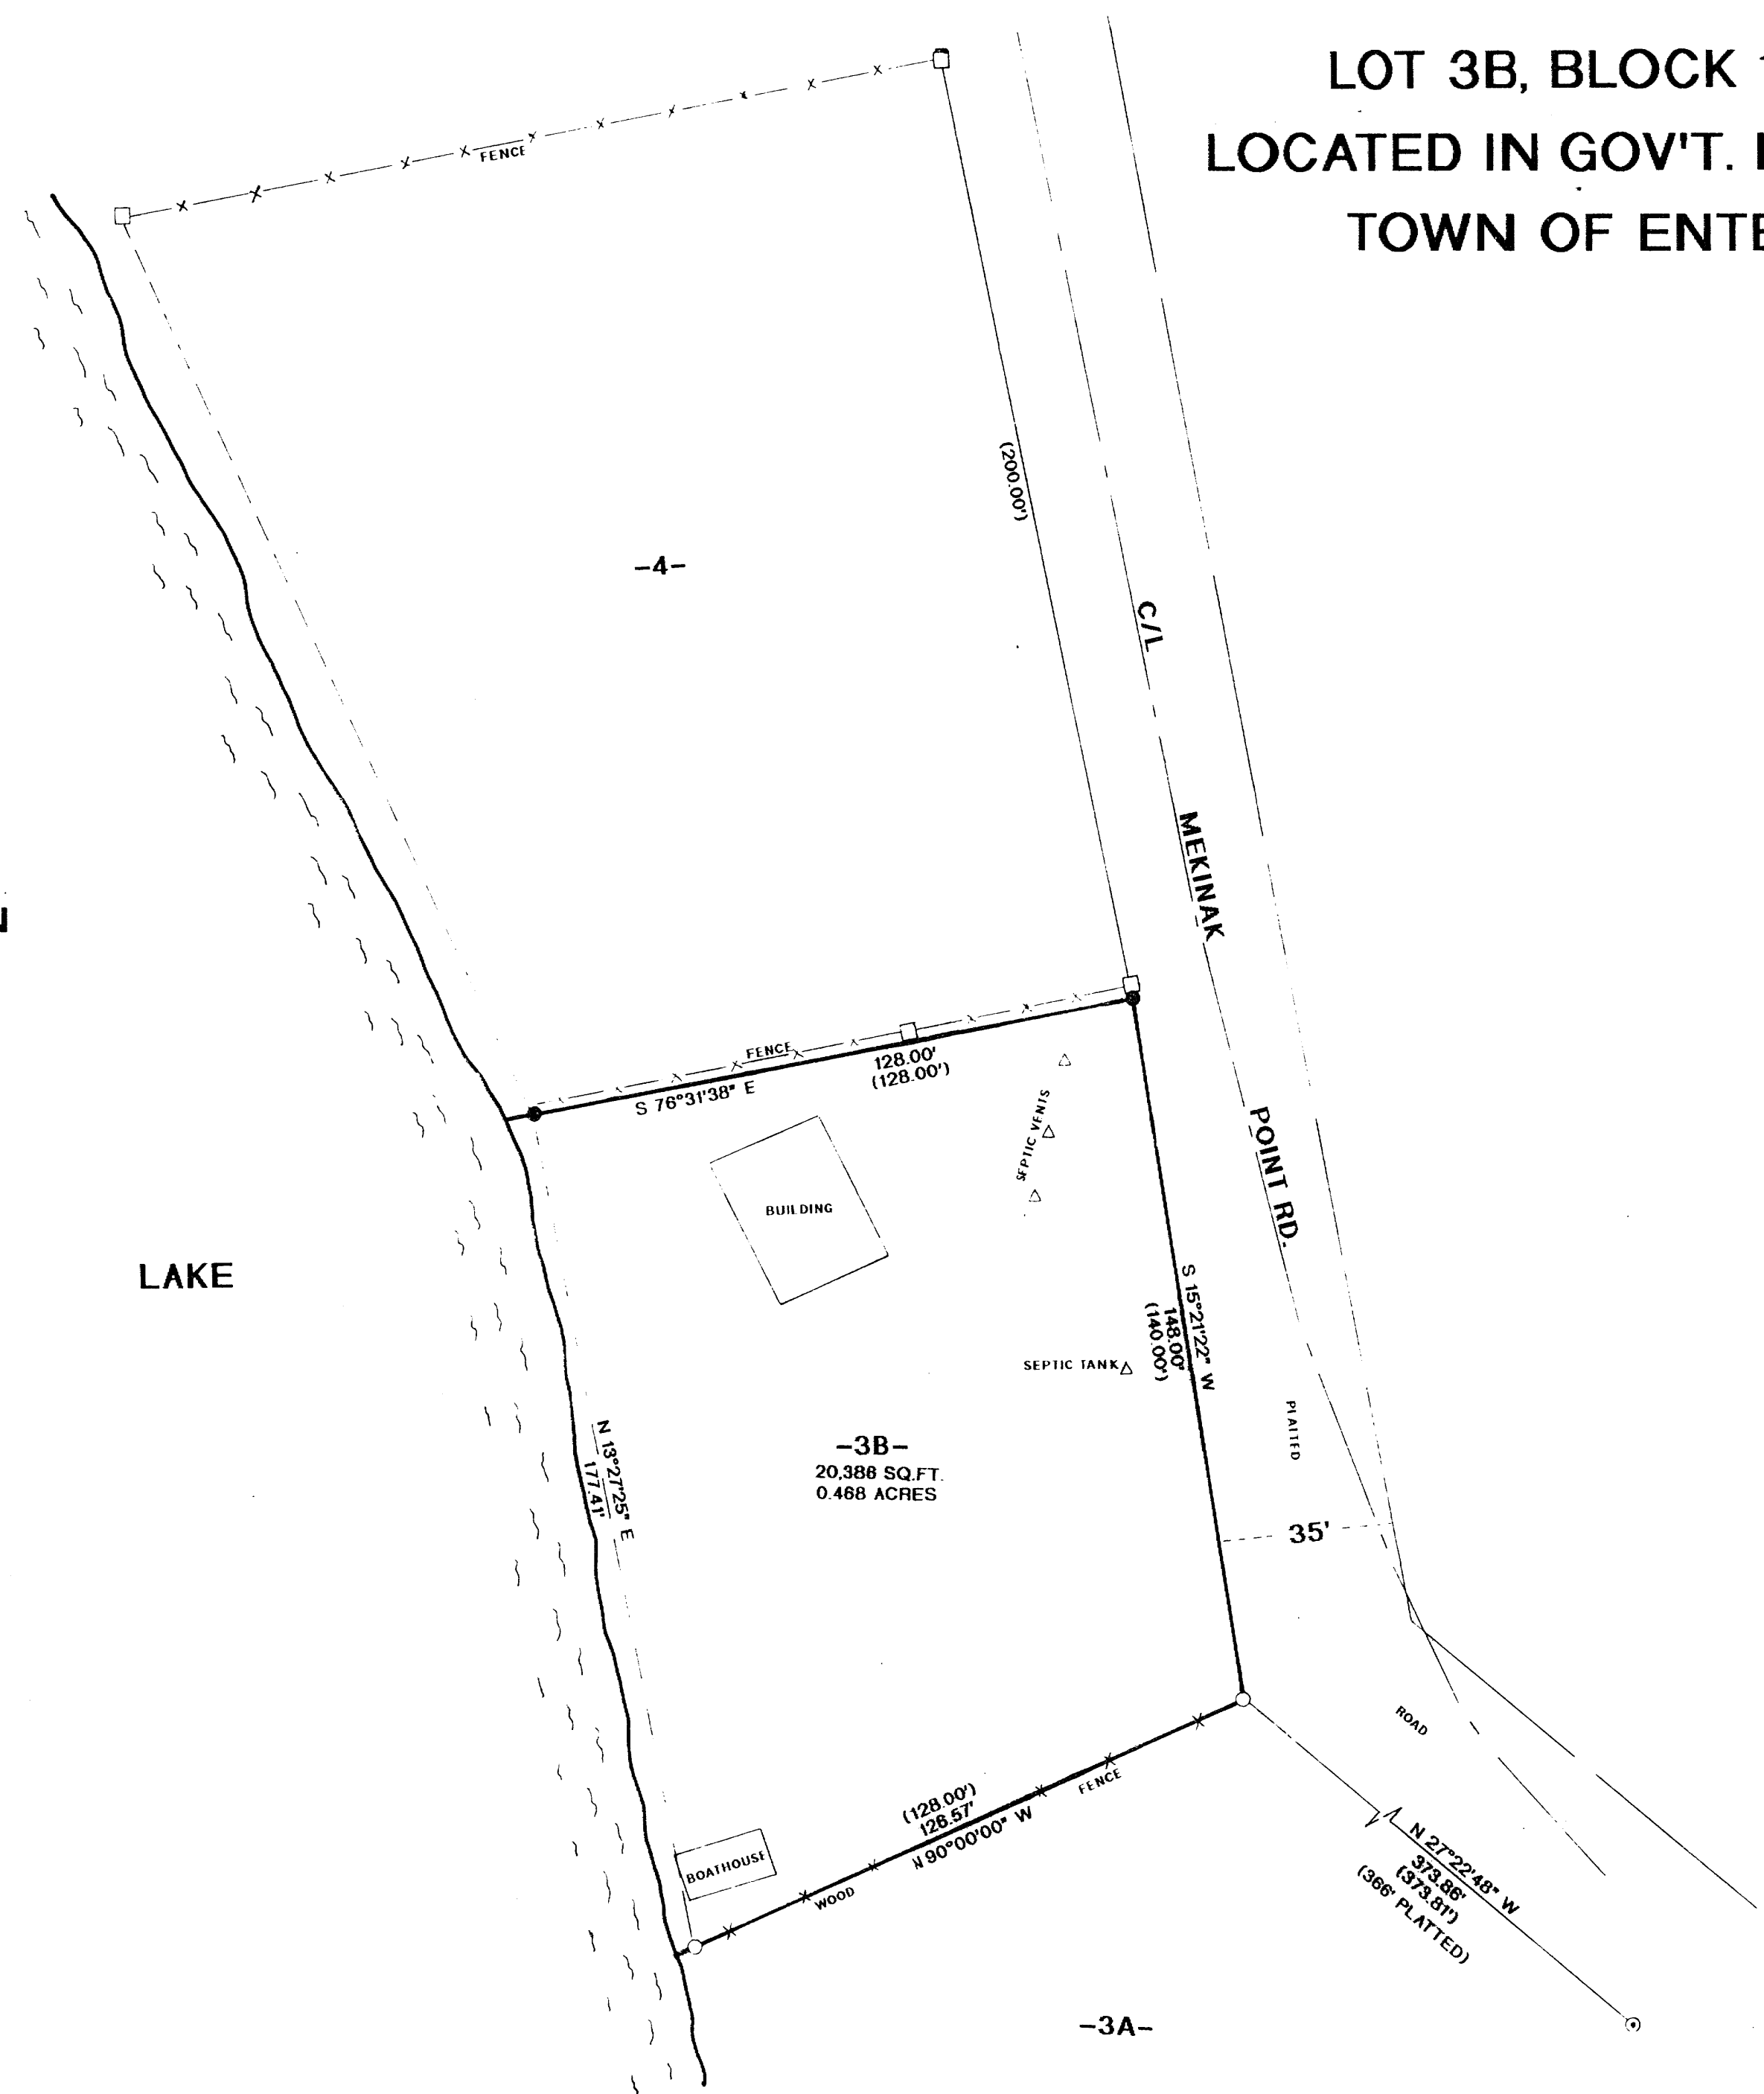 LOT 3B, BLOCK
LOCATED IN GOV'T.
TOWN OF
FENCE
(200.00')
-4-
C/L
MEKINAK
POINT RD.
FENCE
128.00'
(128.00')
S 76°31'38" E
SEPTIC VENTS
BUILDING
LAKE
S 15°21'22" W
148.00'
(140.00')
SEPTIC TANK
PLATTED
N 13°27'25" E
177.41'
-3B-
20,388 SQ.FT.
0.468 ACRES
35'
ROAD
FENCE
(128.00')
126.57'
N 90°00'00" W
BOATHOUSE
WOOD
N 27°22'48" W
373.86'
(373.81')
(366' PLATTED)
-3A-